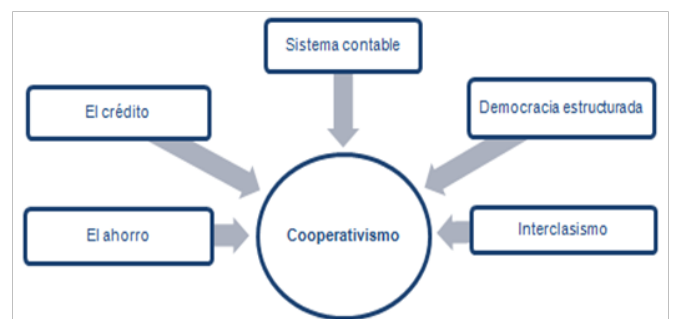 Sistema contable
El crédito
Democracia estructurada
El ahorro
Cooperativismo
Interclasismo